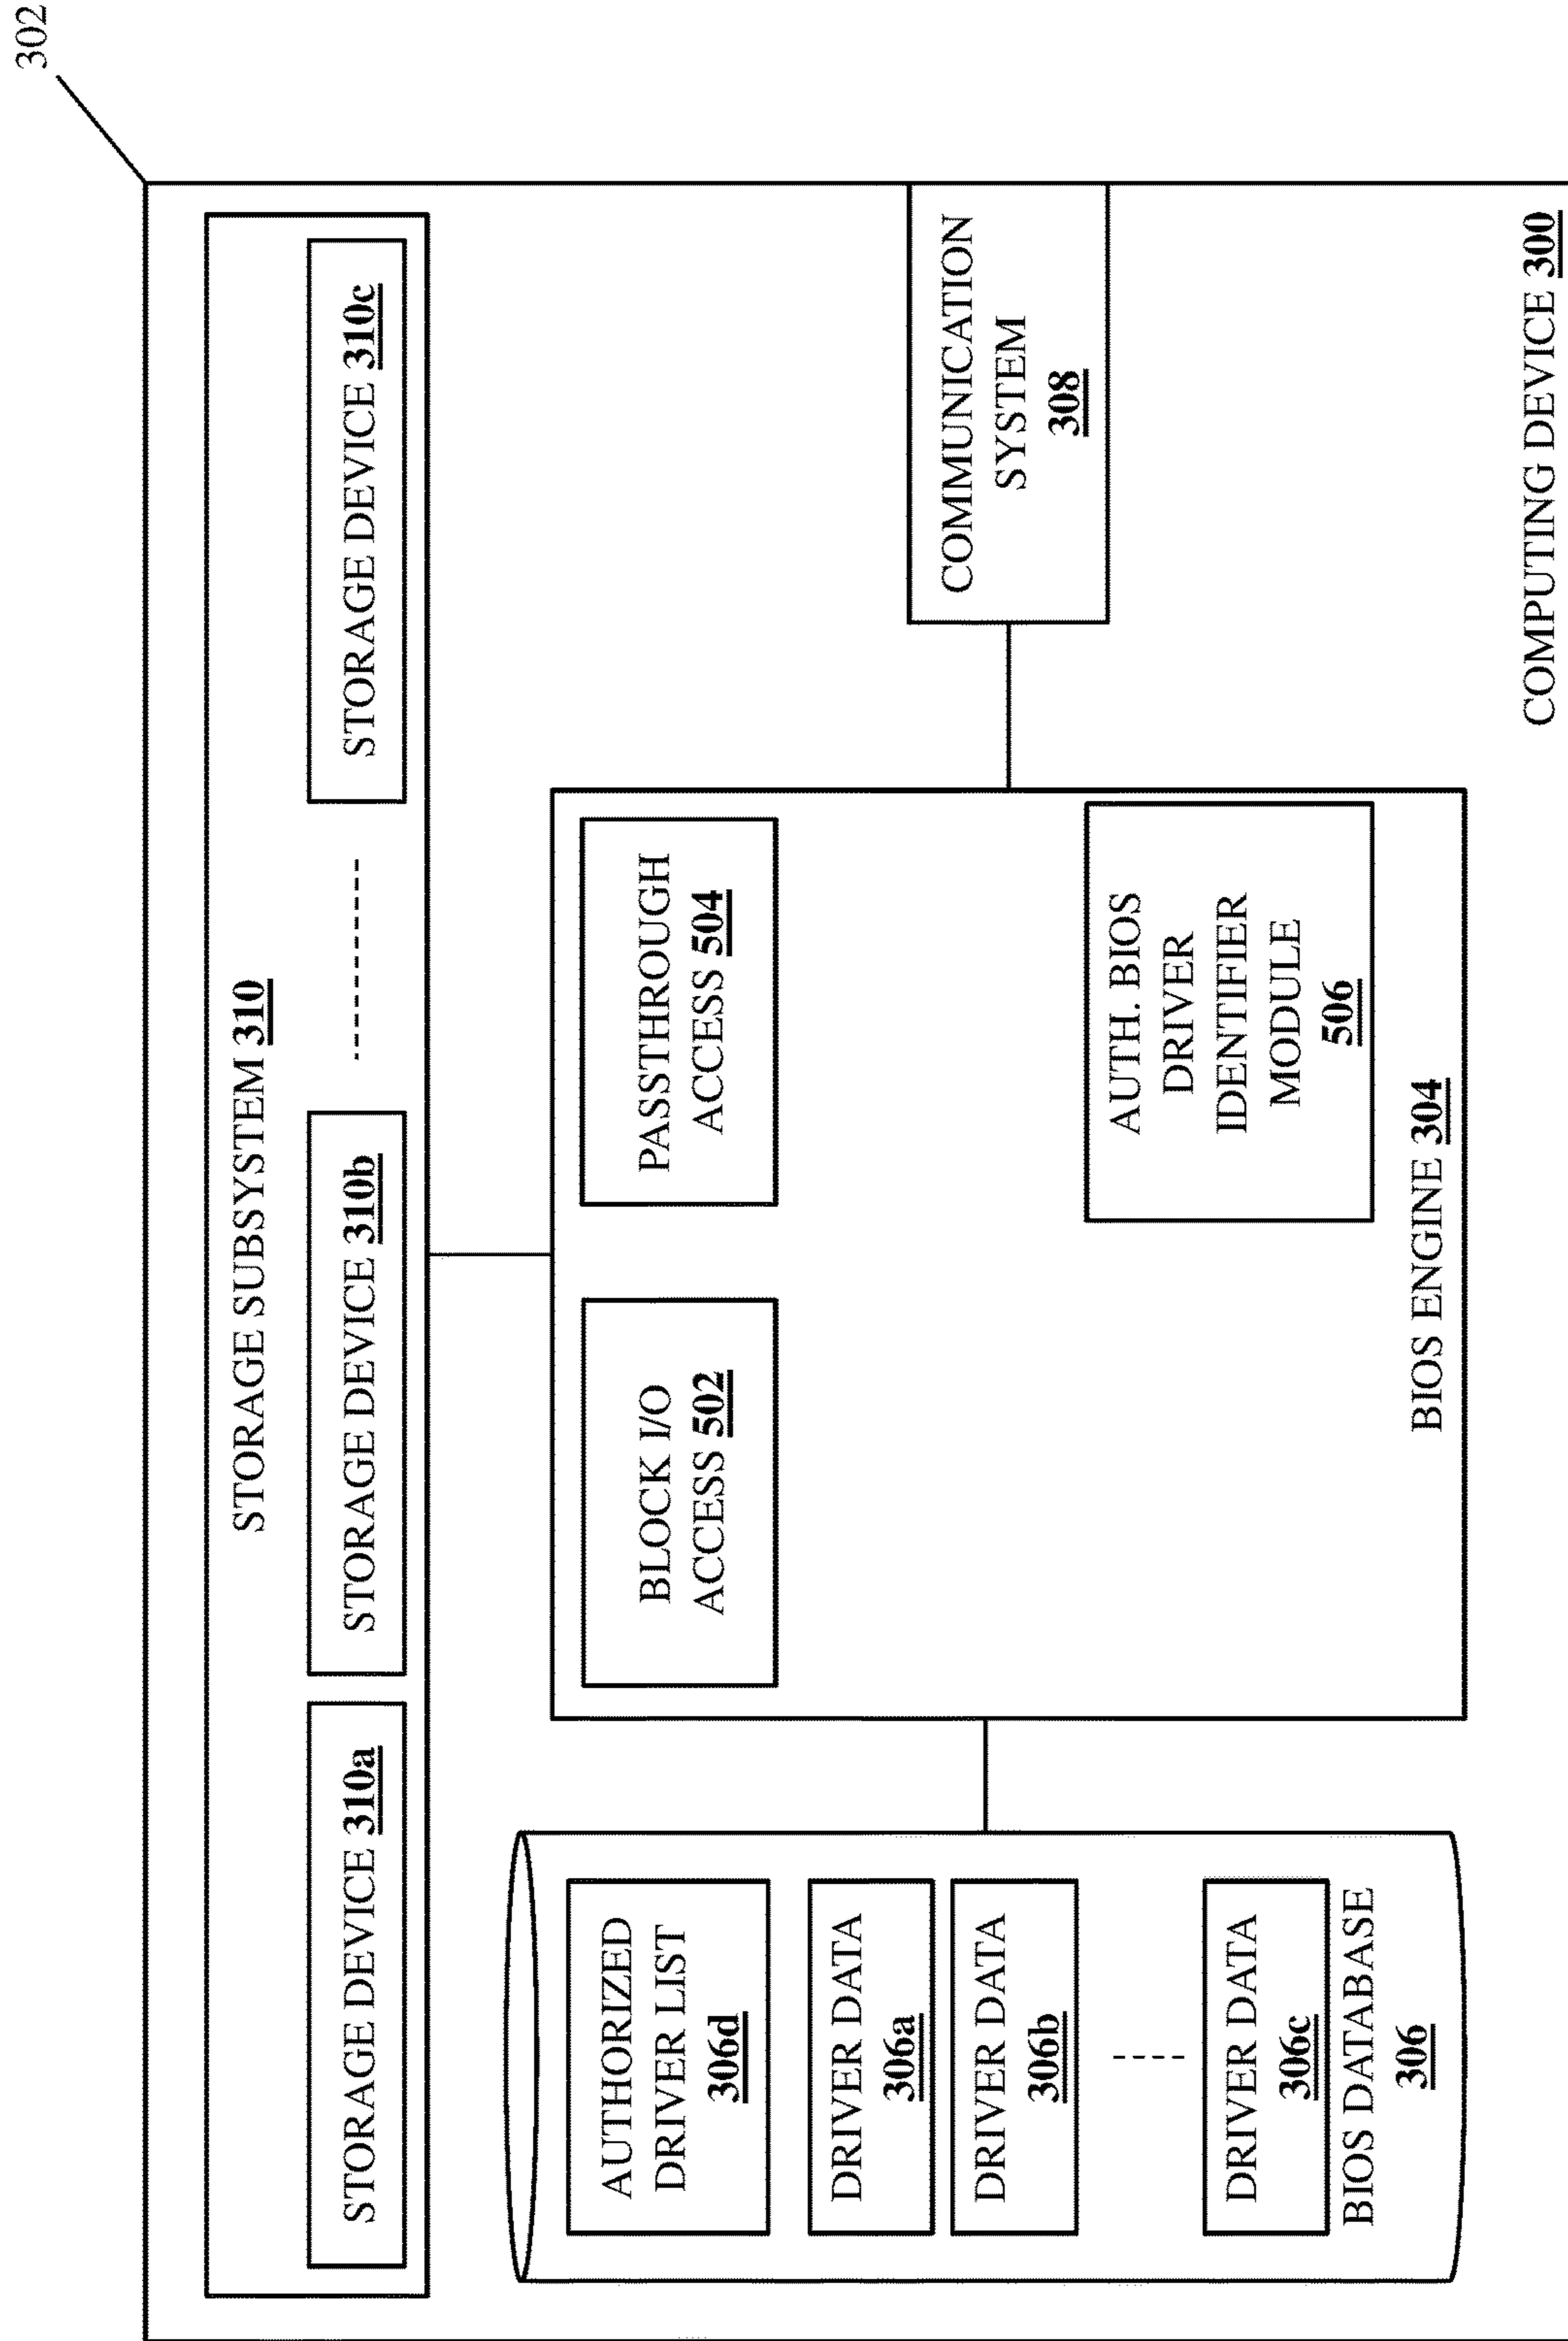 302
STORAGE SUBSYSTEM 310
STORAGE DEVICE 310a
STORAGE DEVICE 310b
STORAGE DEVICE 310c
AUTHORIZED
DRIVER LIST
306d
DRIVER DATA
306a
DRIVER DATA
306b
DRIVER DATA
306c
BIOS DATABASE
306
BLOCK I/O
ACCESS 502
PASSTHROUGH
ACCESS 504
AUTH. BIOS
DRIVER
IDENTIFIER
MODULE
506
BIOS ENGINE 304
COMMUNICATION
SYSTEM
308
COMPUTING DEVICE 300